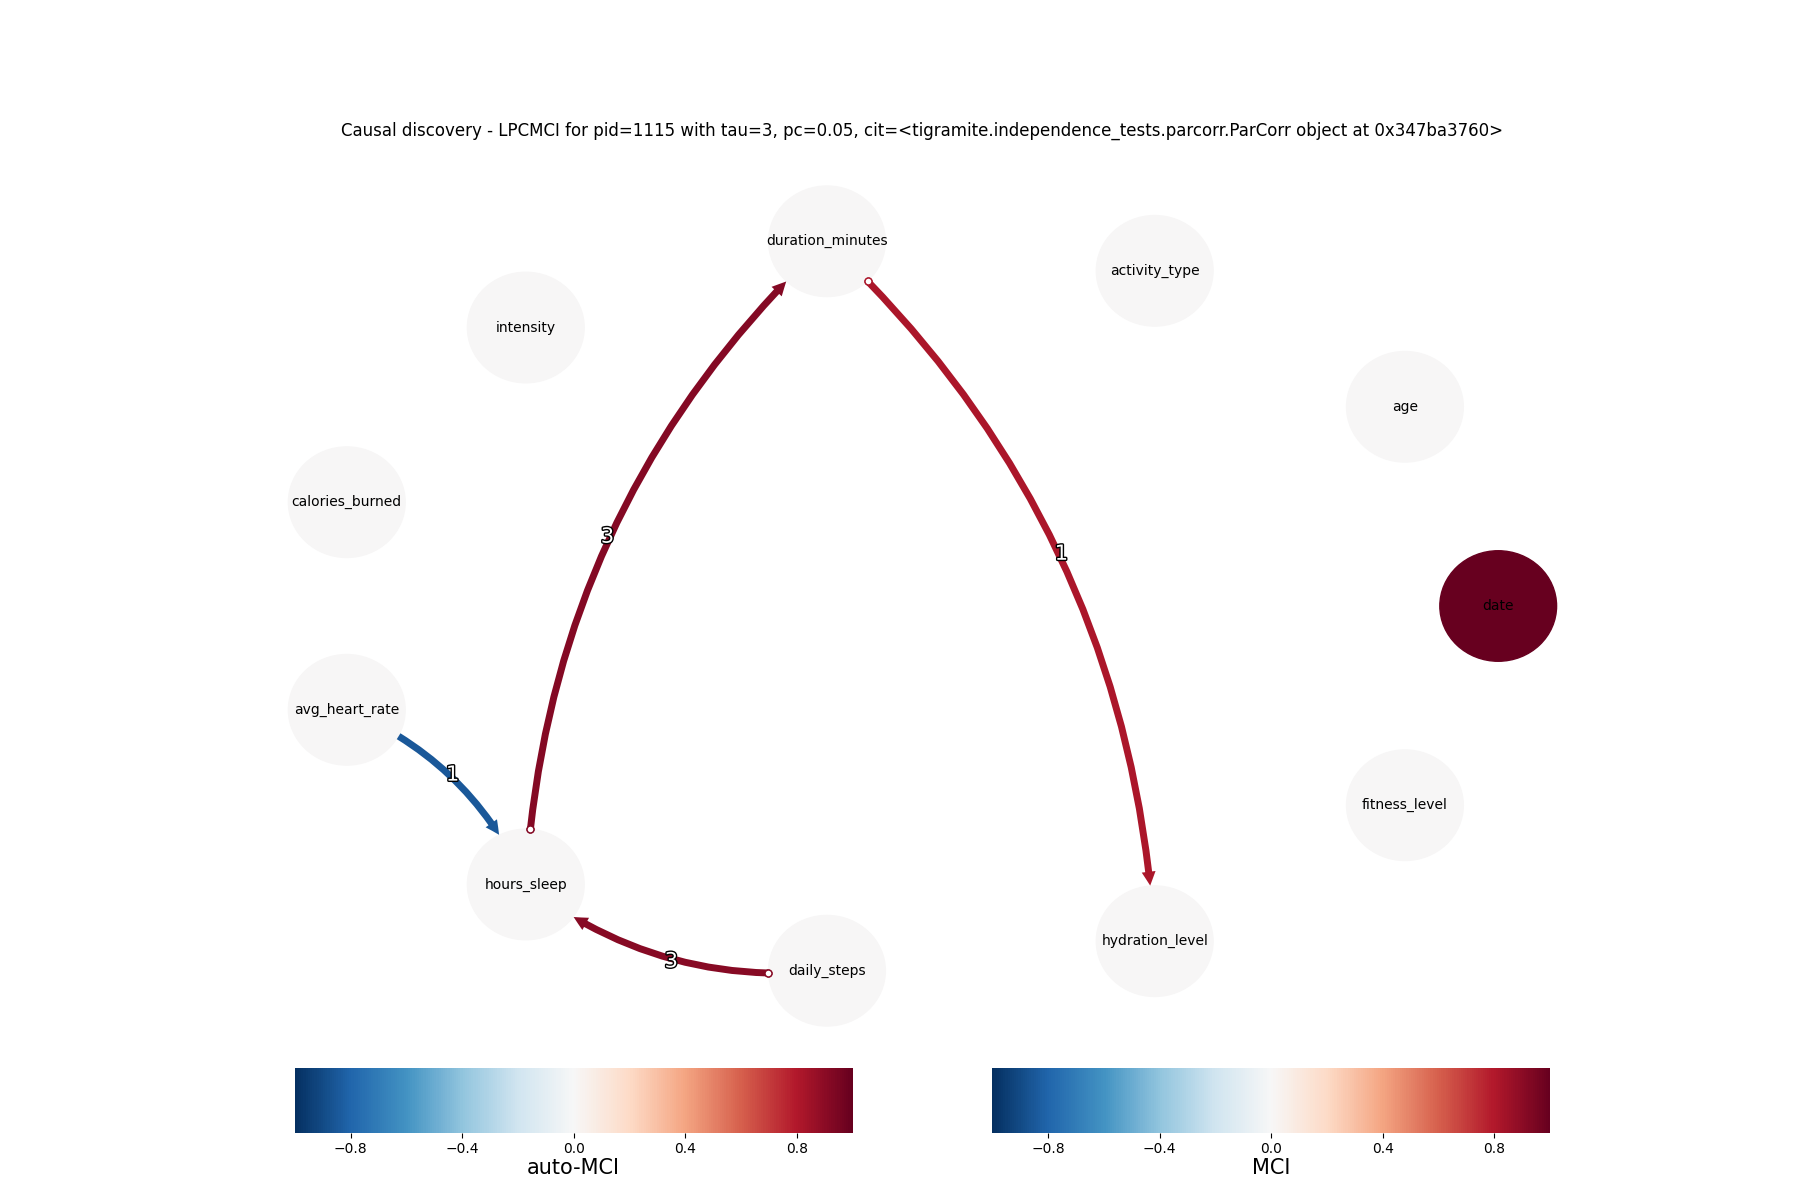 Causal discovery - LPCMCI for pid=1115 with tau=3, pc=0.05, cit=<tigramite.independence_tests.parcorr.ParCorr object at 0x347ba3760>
duration_minutes
activity_type
intensity
age
calories_burned
3
1
date
avg_heart_rate
1
fitness_level
hours_sleep
hydration_level
3
daily_steps
−0.8 −0.4 0.0 0.4 0.8
auto-MCI
−0.8 −0.4 0.0 0.4 0.8
MCI